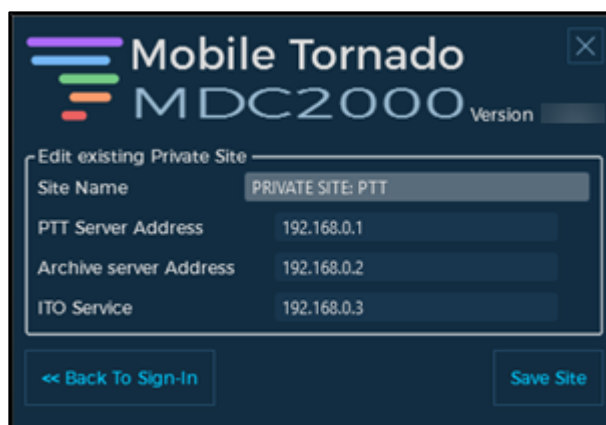 Mobile Tornado
MDC2000 Version
Edit existing Private Site
Site Name PRIVATE SITE: PTT
PTT Server Address 192.168.0.1
Archive server Address 192.168.0.2
ITO Service 192.168.0.3
<< Back To Sign-In Save Site